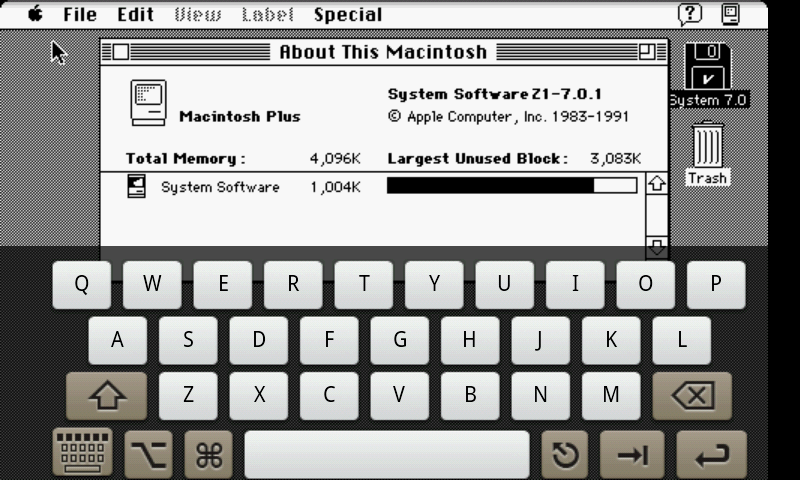 File Edit View Label Special
About This Macintosh
System Software Z1-7.0.1
Macintosh Plus
© Apple Computer, Inc. 1983-1991
Total Memory: 4,096K Largest Unused Block: 3,083K
System Software 1,004K
System 7.0
Trash
Q W E R T Y U I O P
A S D F G H J K L
Z X C V B N M